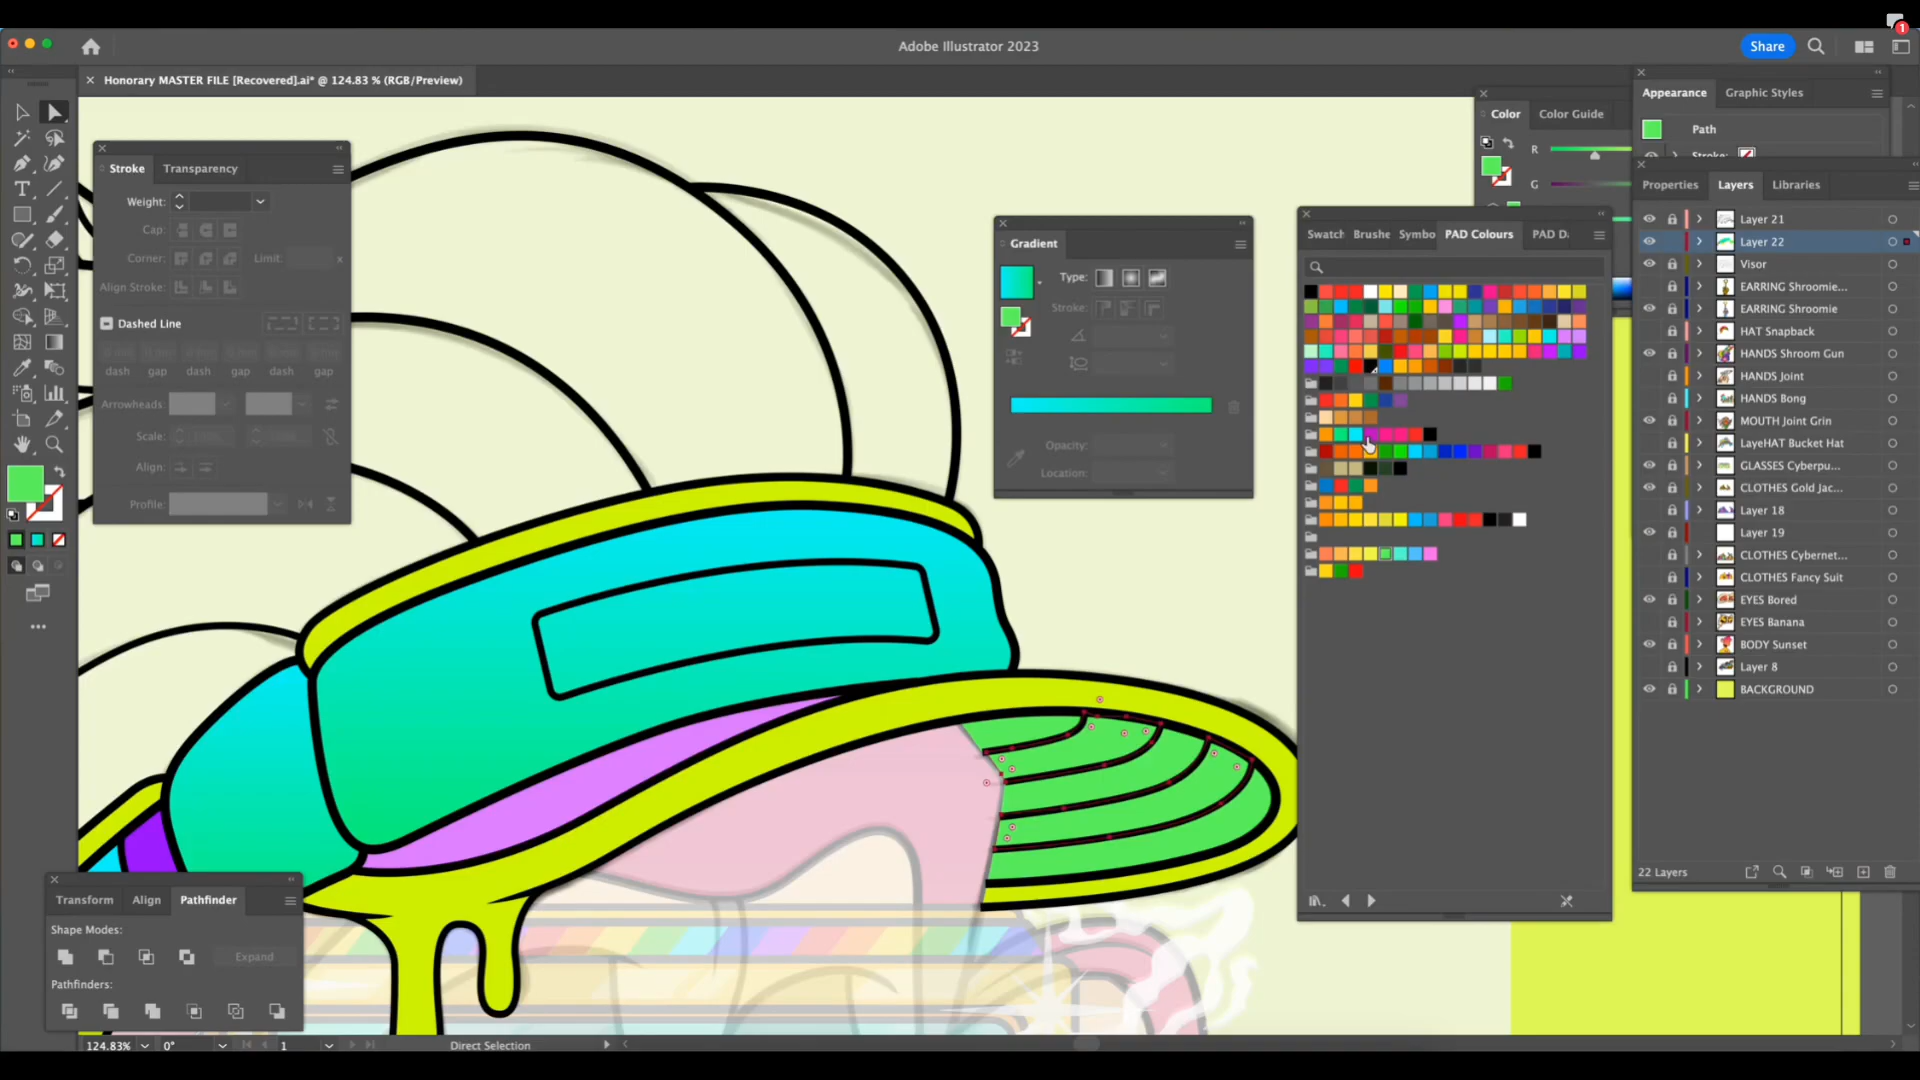 1
Adobe Illustrator 2023
Share
Honorary MASTER FILE [Recovered].ai* @ 124.83 % (RGB/Preview)
Appearance
Graphic Styles
Color
Color Guide
Path
Stroke:
R
G
Stroke
Transparency
Weight:
Cap:
Corner:
Limit:
x
Align Stroke:
Dashed Line
dash
gap
dash
gap
dash
gap
Arrowheads:
Scale:
Align:
Profile:
Gradient
Type:
Stroke:
Opacity:
Location:
Swatch
Brushe
Symbo
PAD Colours
PAD D
Properties
Layers
Libraries
Layer 21
Layer 22
Visor
EARRING Shroomie...
EARRING Shroomie
HAT Snapback
HANDS Shroom Gun
HANDS Joint
HANDS Bong
MOUTH Joint Grin
LayeHAT Bucket Hat
GLASSES Cyberpu...
CLOTHES Gold Jac...
Layer 18
Layer 19
CLOTHES Cybernet...
CLOTHES Fancy Suit
EYES Bored
EYES Banana
BODY Sunset
Layer 8
BACKGROUND
22 Layers
Transform
Align
Pathfinder
Shape Modes:
Expand
Pathfinders:
124.83%
0°
1
Direct Selection